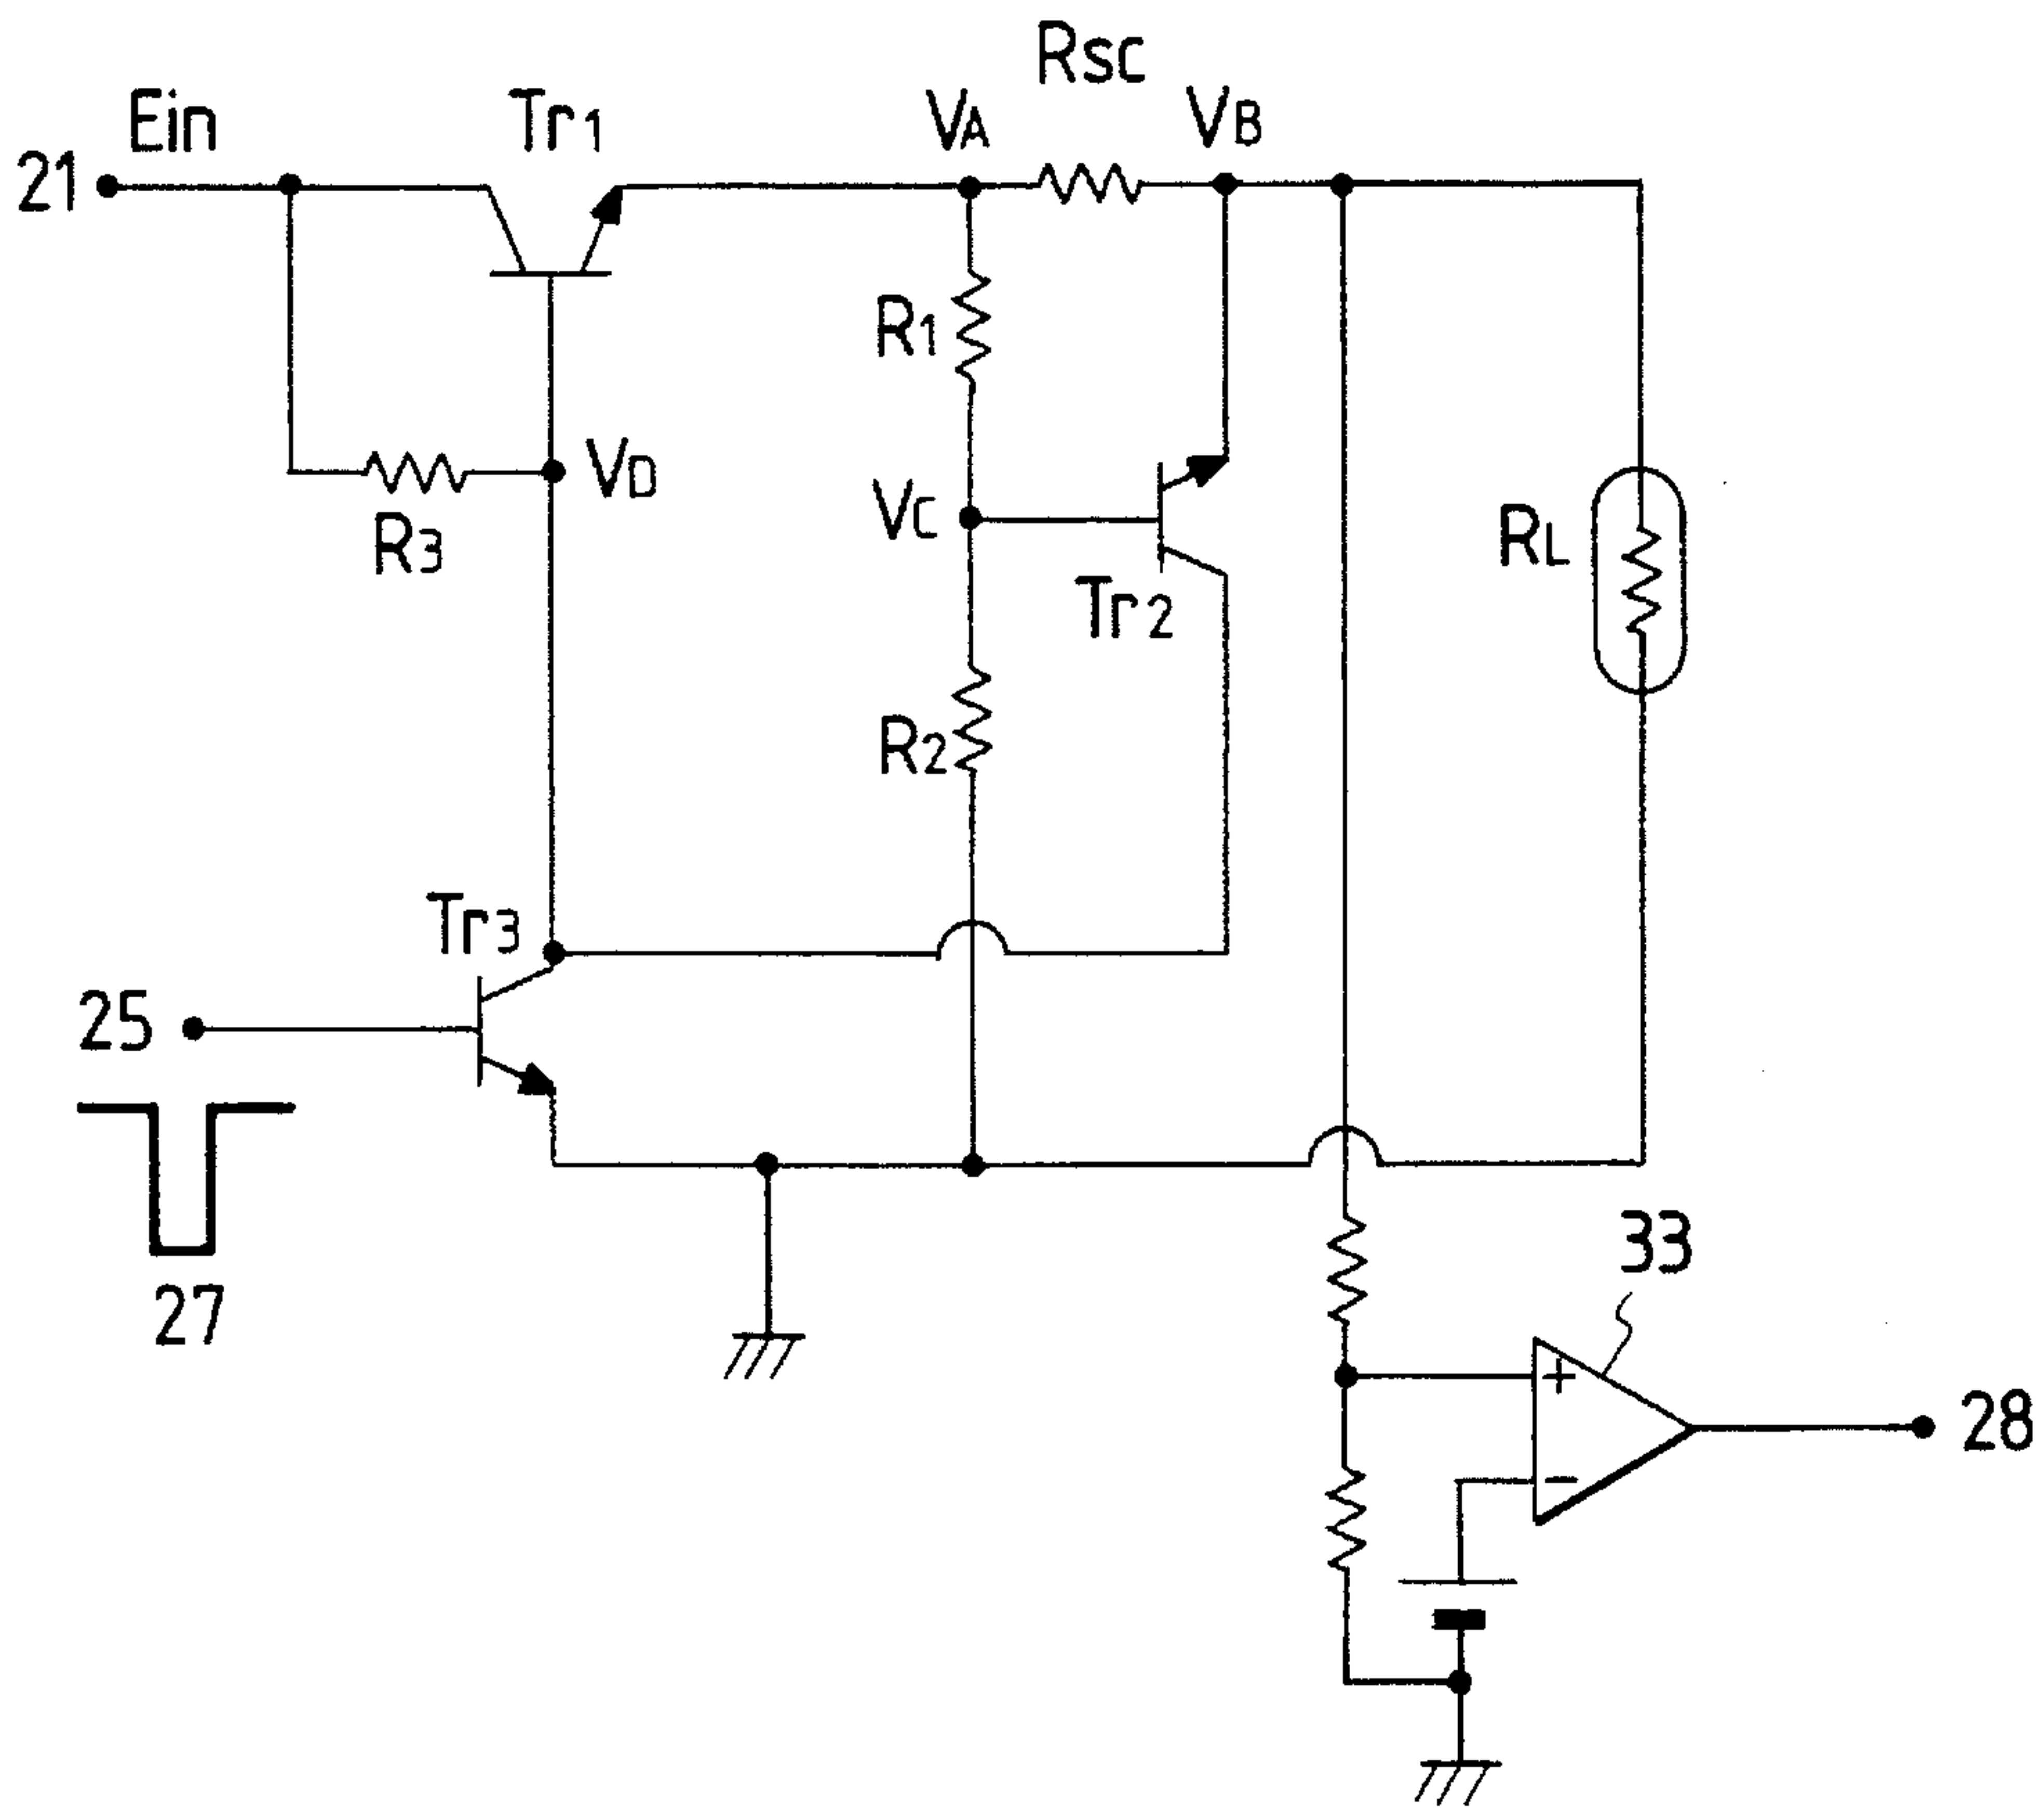 Rsc
Ein
Tr1
VA
VB
21
R1
VD
VC
R3
RL
Tr2
R2
Tr3
25
33
27
+
28
−